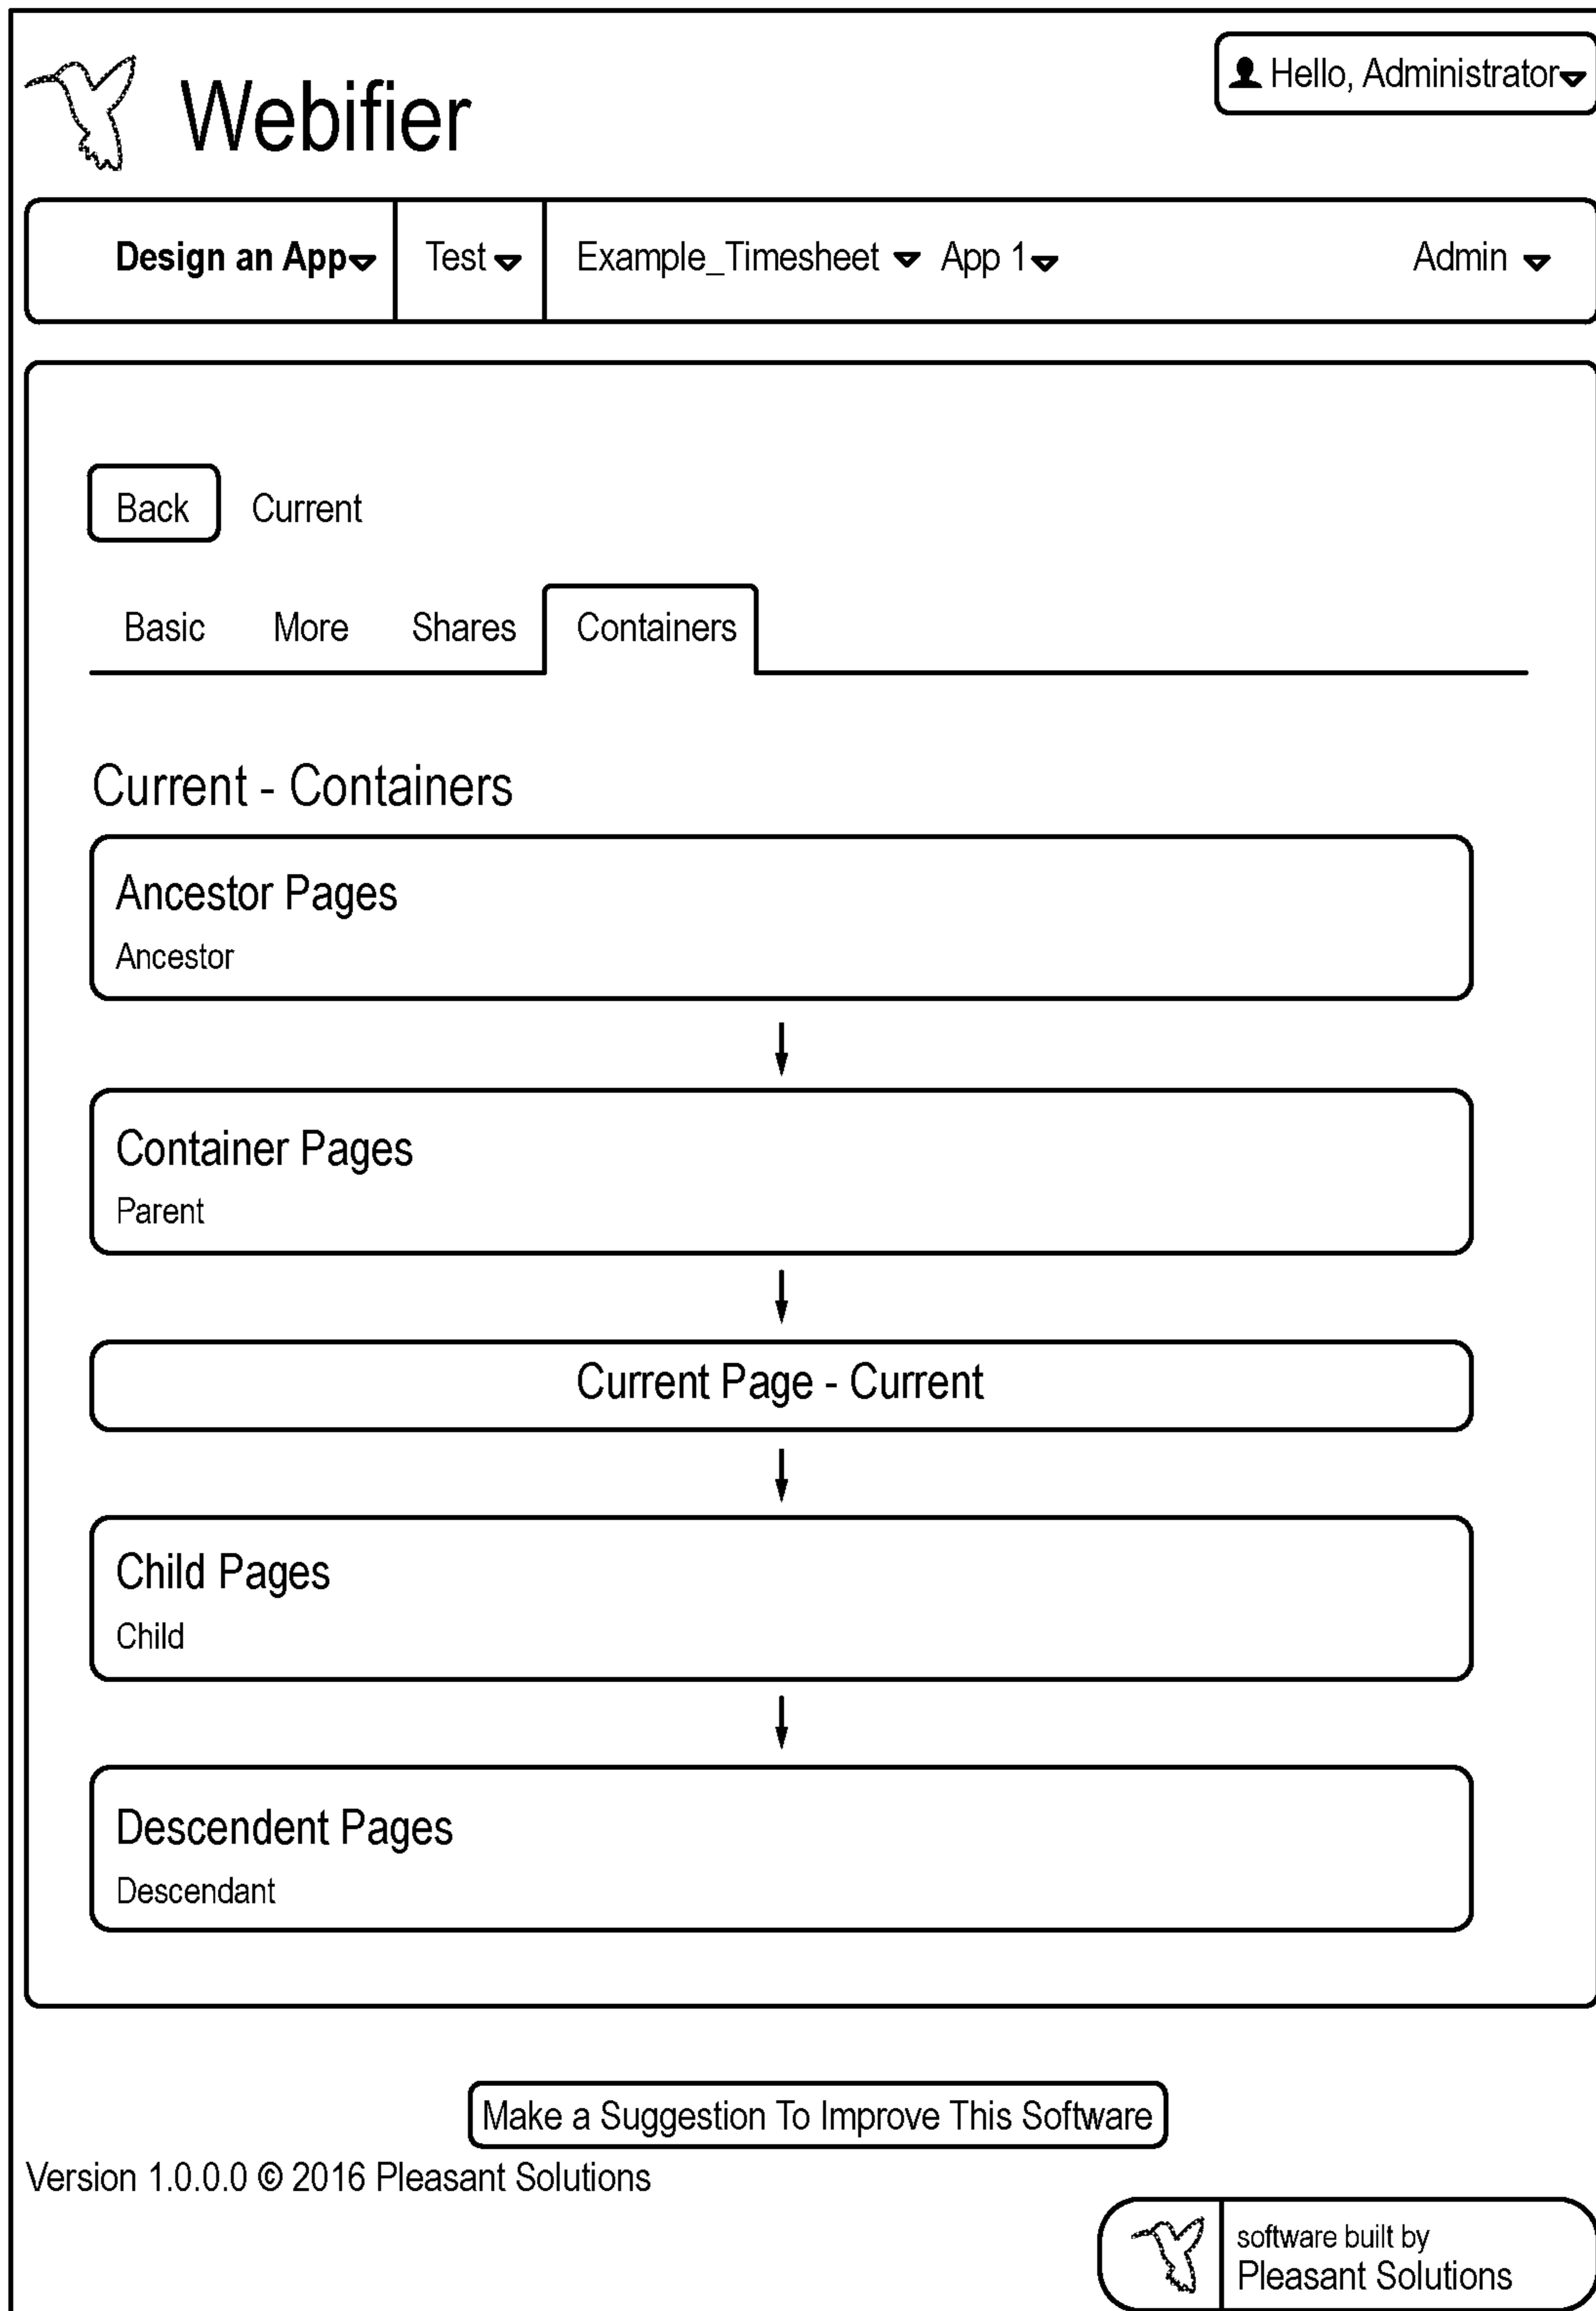 Webifier
Hello, Administrator
Design an App Test Example_Timesheet App 1 Admin
Back Current
Basic More Shares Containers
Current - Containers
Ancestor Pages
Ancestor
Container Pages
Parent
Current Page - Current
Child Pages
Child
Descendent Pages
Descendant
Make a Suggestion To Improve This Software
Version 1.0.0.0 © 2016 Pleasant Solutions
software built by
Pleasant Solutions